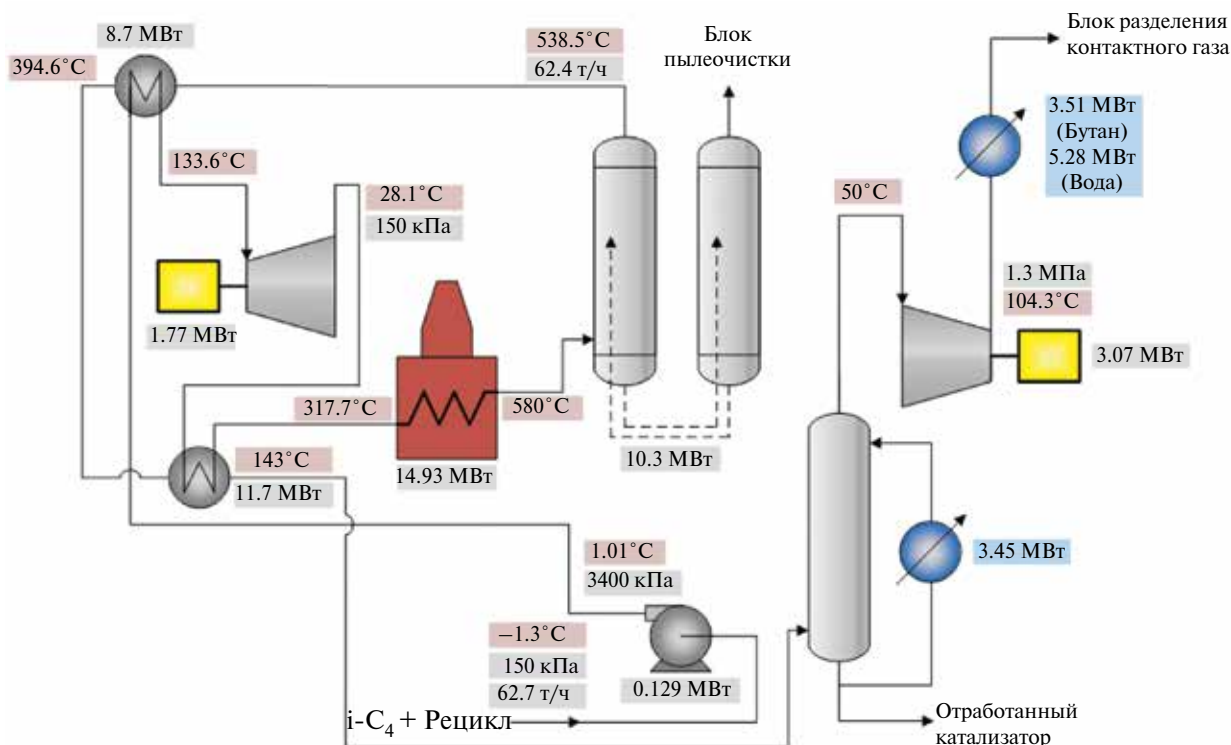 8.7 МВт
394.6°C
538.5°C
62.4 т/ч
Блок
пылеочистки
Блок разделения
контактного газа
3.51 МВт
(Бутан)
5.28 МВт
(Вода)
133.6°C
28.1°C
150 кПа
50°C
1.77 МВт
1.3 МПа
104.3°C
3.07 МВт
317.7°C
580°C
10.3 МВт
143°C
11.7 МВт
14.93 МВт
1.01°C
3400 кПа
3.45 МВт
−1.3°C
150 кПа
62.7 т/ч
0.129 МВт
i-C₄ + Рецикл
Отработанный
катализатор